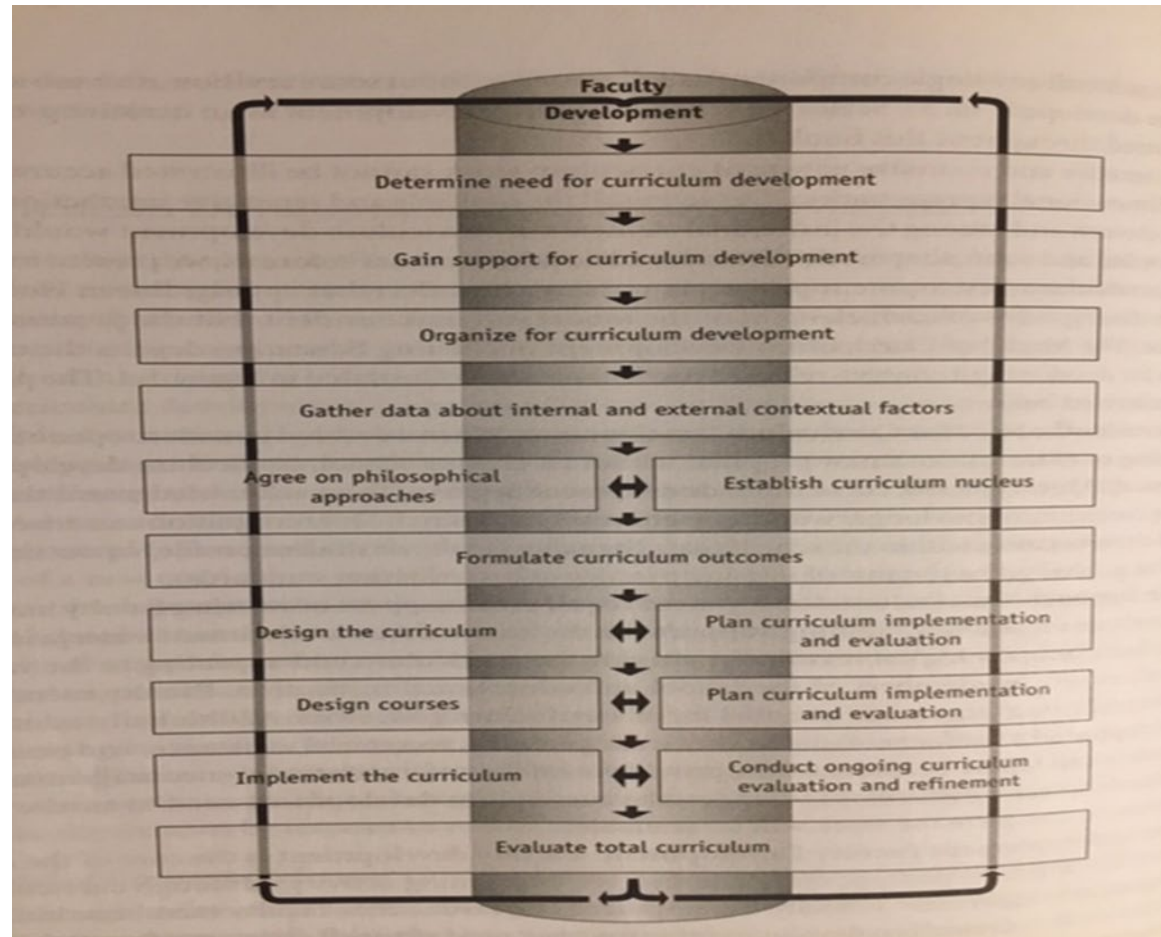 Faculty
Development
Determine need for curriculum development
Gain support for curriculum development
Organize for curriculum development
Gather data about internal and external contextual factors
Agree on philosophical
approaches
Establish curriculum nucleus
Formulate curriculum outcomes
Design the curriculum
Plan curriculum implementation
and evaluation
Design courses
Plan curriculum implementation
and evaluation
Implement the curriculum
Conduct ongoing curriculum
evaluation and refinement
Evaluate total curriculum